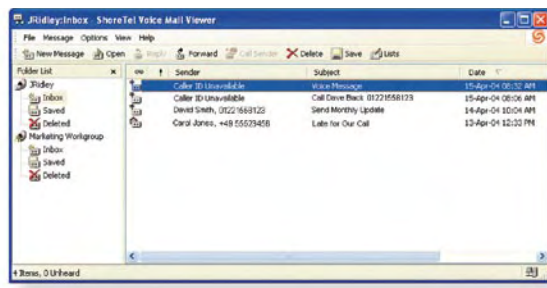 JRidley:Inbox - ShoreTel Voice Mail Viewer
File Message Options View Help
New Message Open Reply Forward Call Sender Delete Save Lists
Folder List x ! Sender Subject Date
JRidley Caller ID Unavailable Voice Message 15-Apr-04 08:32 AM
Inbox Caller ID Unavailable Call Dave Back 01221558123 15-Apr-04 08:06 AM
Saved David Smith, 01221558123 Send Monthly Update 14-Apr-04 10:04 AM
Deleted Carol Jones, +49 55523456 Late for Our Call 13-Apr-04 12:33 PM
Marketing Workgroup
Inbox
Saved
Deleted
4 Items, 0 Unheard